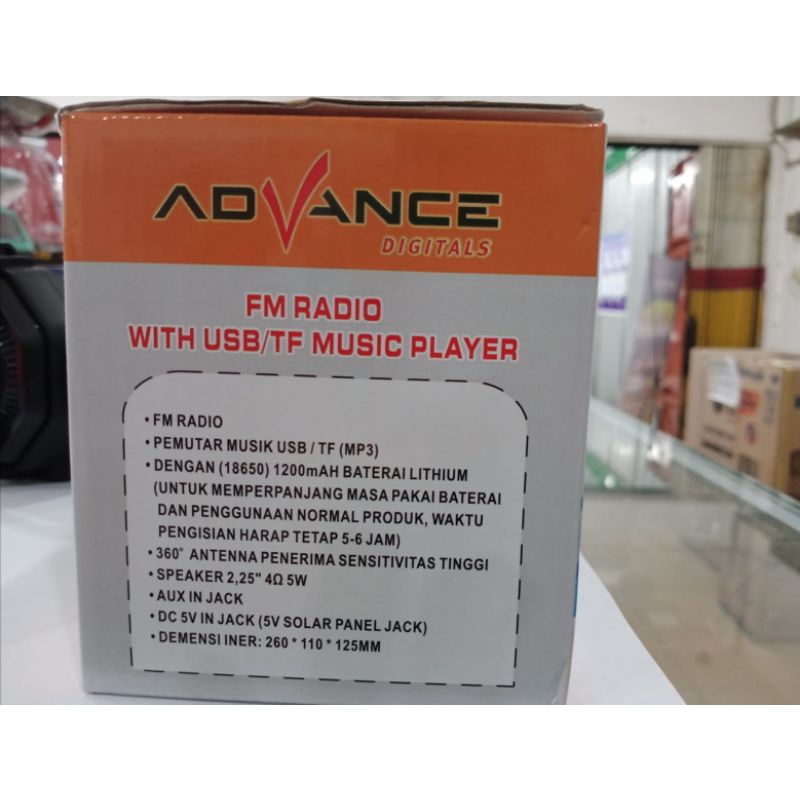 ADVANCE
DIGITALS
FM RADIO
WITH USB/TF MUSIC PLAYER
• FM RADIO
• PEMUTAR MUSIK USB / TF (MP3)
• DENGAN (18650) 1200mAH BATERAI LITHIUM
(UNTUK MEMPERPANJANG MASA PAKAI BATERAI
DAN PENGGUNAAN NORMAL PRODUK, WAKTU
PENGISIAN HARAP TETAP 5-6 JAM)
• 360° ANTENNA PENERIMA SENSITIVITAS TINGGI
• SPEAKER 2,25" 4Ω 5W
• AUX IN JACK
• DC 5V IN JACK (5V SOLAR PANEL JACK)
• DEMENSI INER: 260 * 110 * 125MM